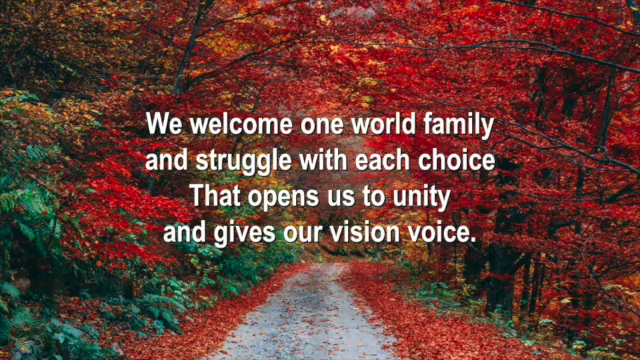 We welcome one world family
and struggle with each choice
That opens us to unity
and gives our vision voice.